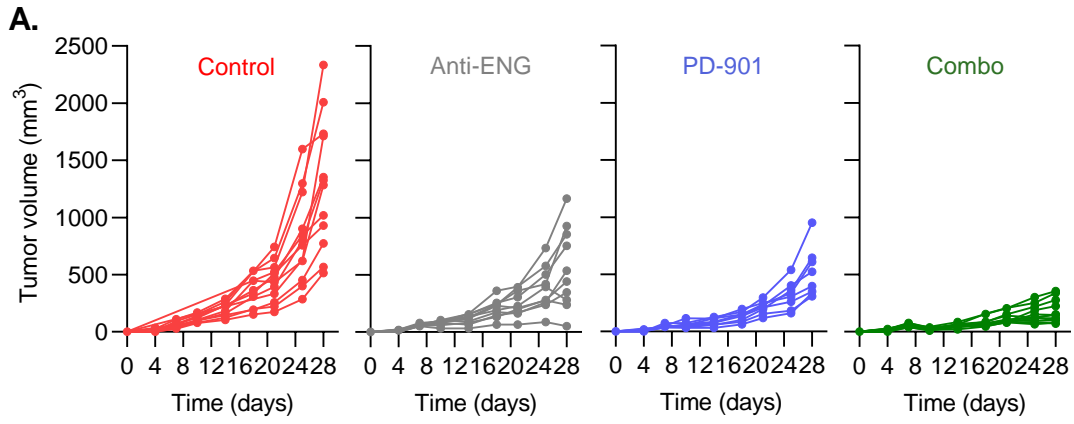 A.
Control Anti-ENG PD-901 Combo
Tumor volume (mm³)
2500
2000
1500
1000
500
0
0 4 8 12 16 20 24 28 0 4 8 12 16 20 24 28 0 4 8 12 16 20 24 28 0 4 8 12 16 20 24 28
Time (days) Time (days) Time (days) Time (days)